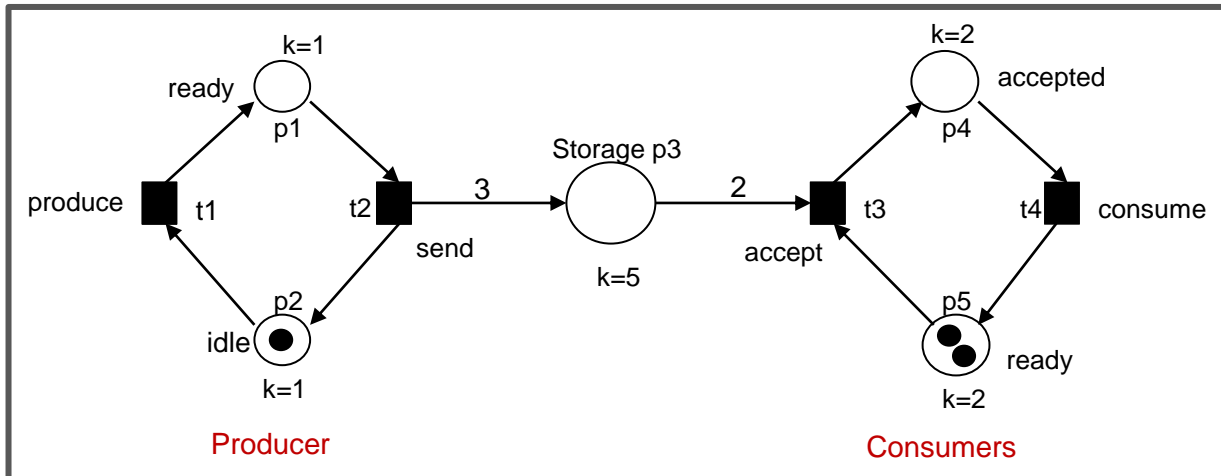 k=1
ready
p1
produce
t1
t2
send
3
p2
idle
k=1
Producer
Storage p3
k=5
2
k=2
accepted
p4
t3
accept
t4
consume
p5
ready
k=2
Consumers